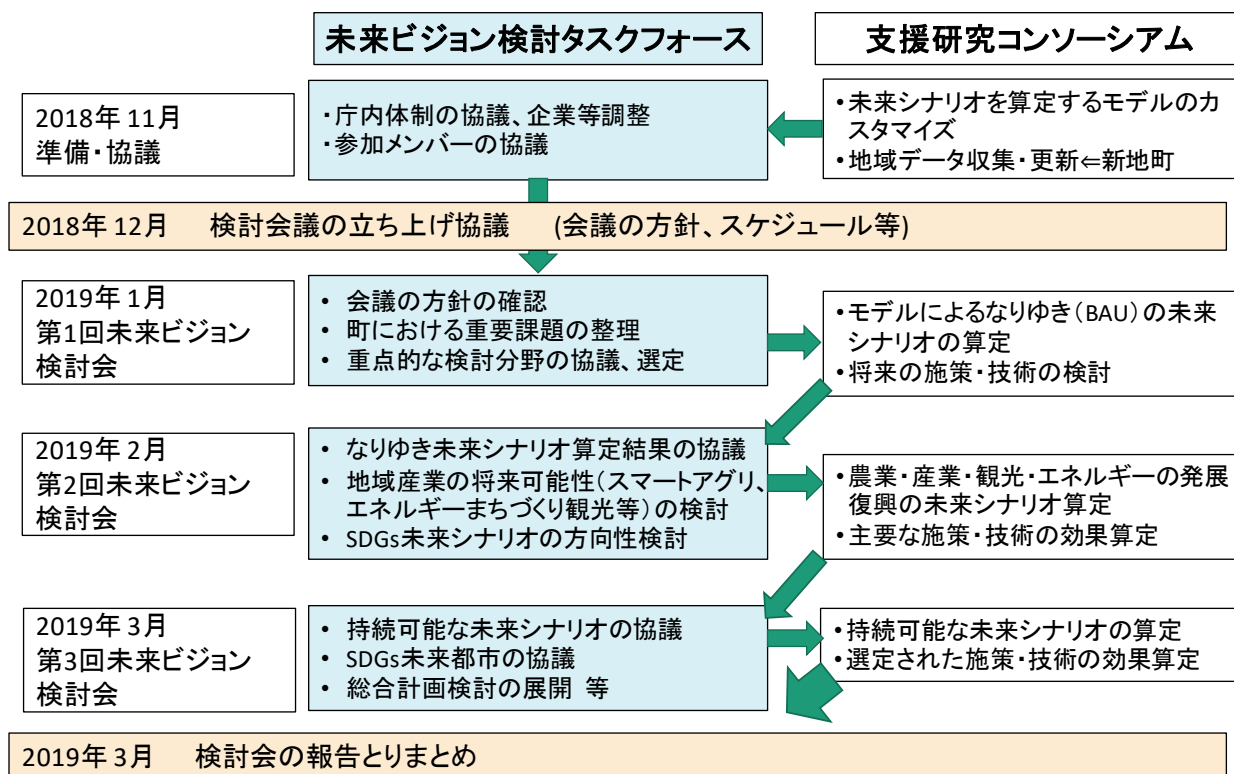 未来ビジョン検討タスクフォース
支援研究コンソーシアム
2018年 11月
準備・協議
・庁内体制の協議、企業等調整
・参加メンバーの協議
•未来シナリオを算定するモデルのカ
スタマイズ
•地域データ収集・更新⇐新地町
2018年 12月 検討会議の立ち上げ協議 (会議の方針、スケジュール等)
2019年 1月
第1回未来ビジョン
検討会
• 会議の方針の確認
• 町における重要課題の整理
• 重点的な検討分野の協議、選定
•モデルによるなりゆき(BAU)の未来
シナリオの算定
•将来の施策・技術の検討
2019年 2月
第2回未来ビジョン
検討会
• なりゆき未来シナリオ算定結果の協議
• 地域産業の将来可能性(スマートアグリ、
エネルギーまちづくり観光等)の検討
• SDGs未来シナリオの方向性検討
•農業・産業・観光・エネルギーの発展
復興の未来シナリオ算定
•主要な施策・技術の効果算定
2019年 3月
第3回未来ビジョン
検討会
• 持続可能な未来シナリオの協議
• SDGs未来都市の協議
• 総合計画検討の展開 等
•持続可能な未来シナリオの算定
•選定された施策・技術の効果算定
2019年 3月 検討会の報告とりまとめ